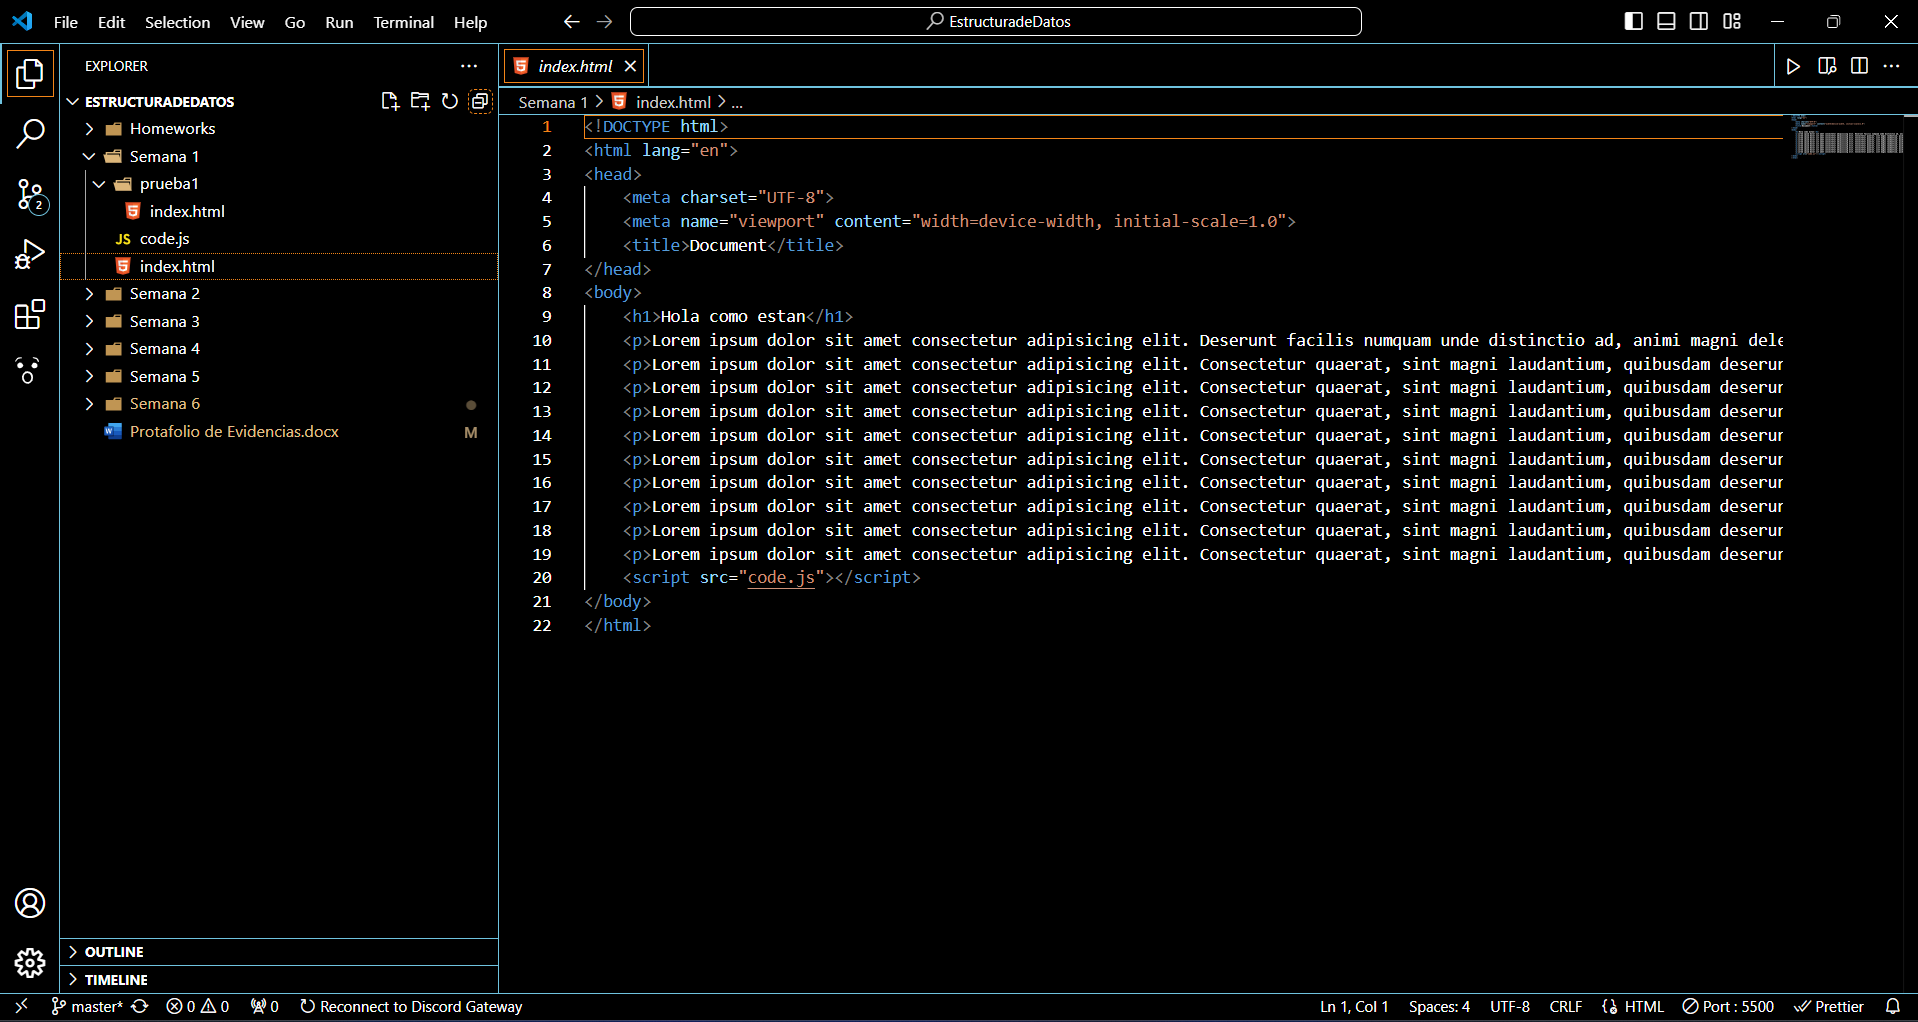 File Edit Selection View Go Run Terminal Help
EstructuradeDatos
EXPLORER
ESTRUCTURADEDATOS
Homeworks
Semana 1
prueba1
index.html
JS code.js
index.html
Semana 2
Semana 3
Semana 4
Semana 5
Semana 6
Protafolio de Evidencias.docx M
OUTLINE
TIMELINE
2
index.html
Semana 1 > index.html > ...
1 <!DOCTYPE html>
2 <html lang="en">
3 <head>
4 <meta charset="UTF-8">
5 <meta name="viewport" content="width=device-width, initial-scale=1.0">
6 <title>Document</title>
7 </head>
8 <body>
9 <h1>Hola como estan</h1>
10 <p>Lorem ipsum dolor sit amet consectetur adipisicing elit. Deserunt facilis numquam unde distinctio ad, animi magni dele
11 <p>Lorem ipsum dolor sit amet consectetur adipisicing elit. Consectetur quaerat, sint magni laudantium, quibusdam deserur
12 <p>Lorem ipsum dolor sit amet consectetur adipisicing elit. Consectetur quaerat, sint magni laudantium, quibusdam deserur
13 <p>Lorem ipsum dolor sit amet consectetur adipisicing elit. Consectetur quaerat, sint magni laudantium, quibusdam deserur
14 <p>Lorem ipsum dolor sit amet consectetur adipisicing elit. Consectetur quaerat, sint magni laudantium, quibusdam deserur
15 <p>Lorem ipsum dolor sit amet consectetur adipisicing elit. Consectetur quaerat, sint magni laudantium, quibusdam deserur
16 <p>Lorem ipsum dolor sit amet consectetur adipisicing elit. Consectetur quaerat, sint magni laudantium, quibusdam deserur
17 <p>Lorem ipsum dolor sit amet consectetur adipisicing elit. Consectetur quaerat, sint magni laudantium, quibusdam deserur
18 <p>Lorem ipsum dolor sit amet consectetur adipisicing elit. Consectetur quaerat, sint magni laudantium, quibusdam deserur
19 <p>Lorem ipsum dolor sit amet consectetur adipisicing elit. Consectetur quaerat, sint magni laudantium, quibusdam deserur
20 <script src="code.js"></script>
21 </body>
22 </html>
master* 0 0 0 Reconnect to Discord Gateway Ln 1, Col 1 Spaces: 4 UTF-8 CRLF HTML Port : 5500 Prettier